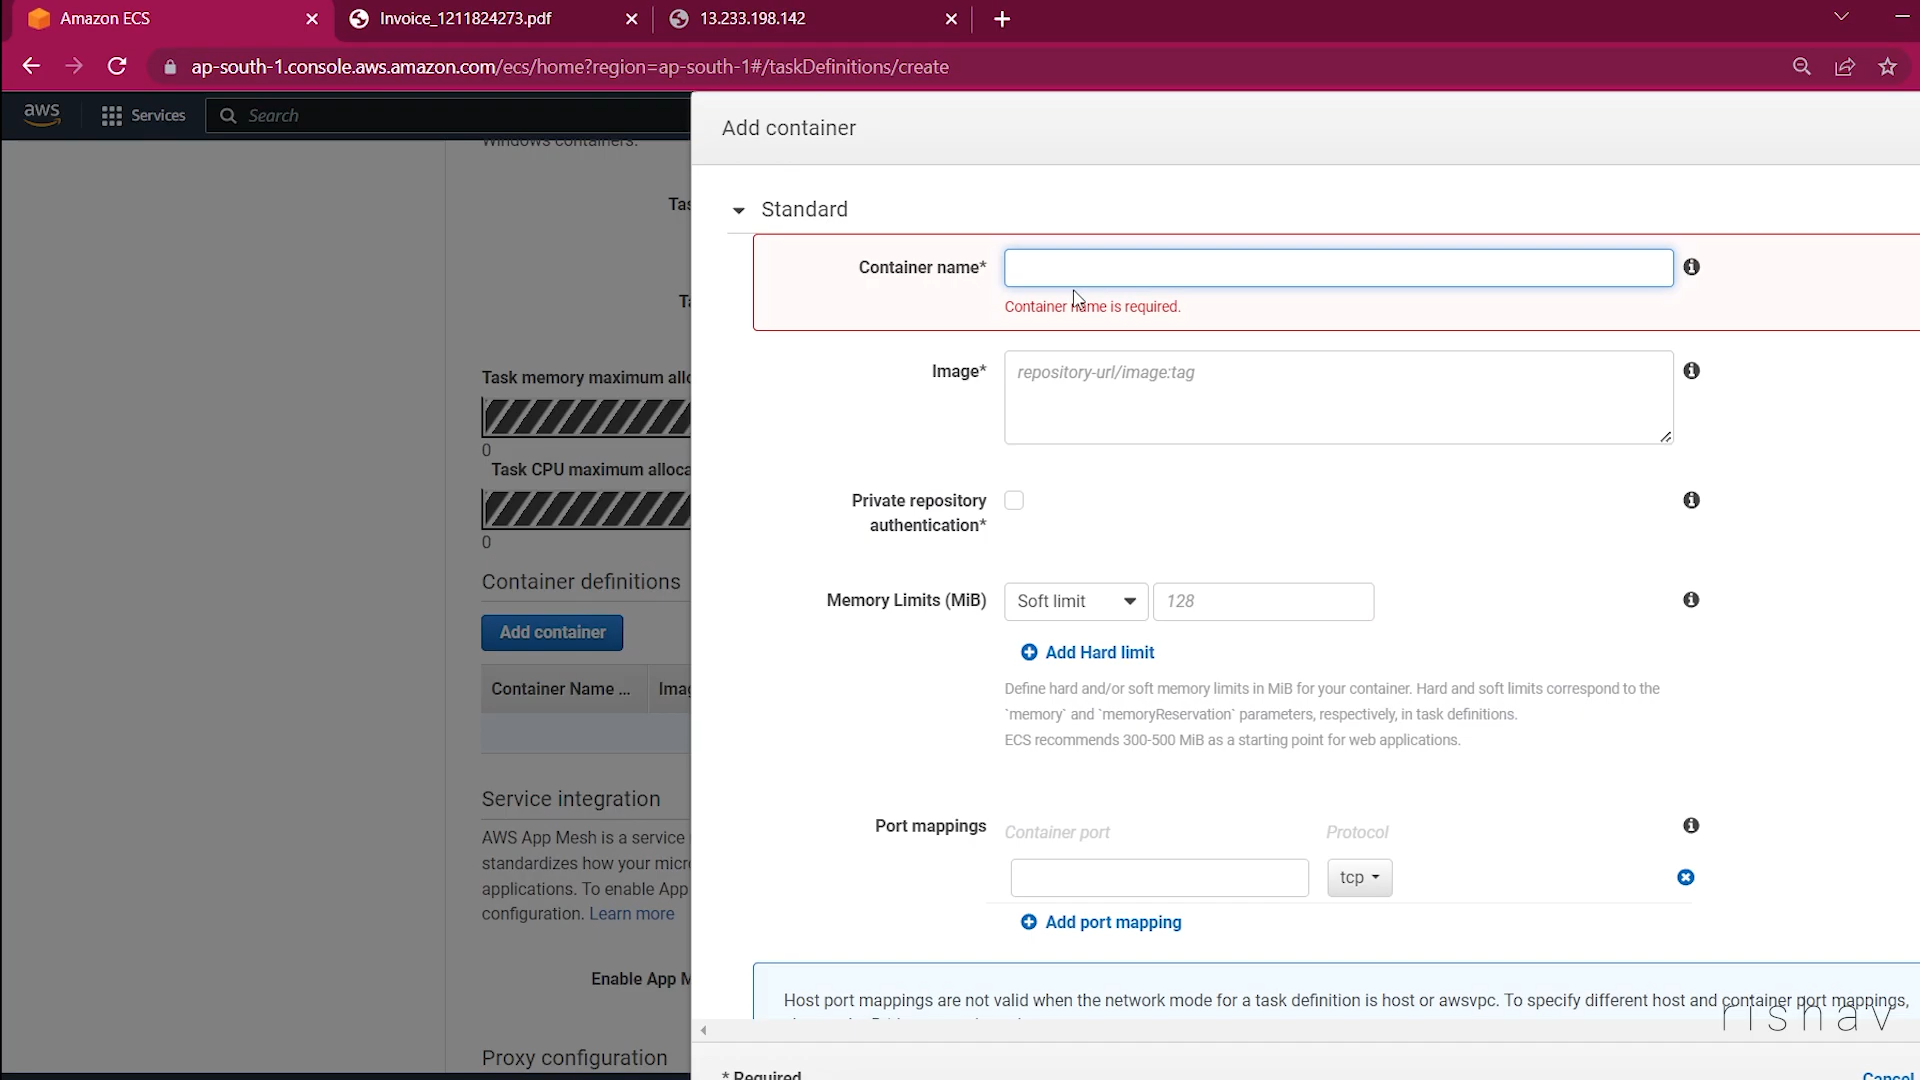 Amazon ECS
Invoice_1211824273.pdf
13.233.198.142
ap-south-1.console.aws.amazon.com/ecs/home?region=ap-south-1#/taskDefinitions/create
aws
Services
Search
Add container
Windows containers.
Standard
Container name*
Container name is required.
Image*
repository-url/image:tag
Task memory maximum allo
0
Task CPU maximum alloca
0
Private repository
authentication*
Memory Limits (MiB)
Soft limit
128
Add Hard limit
Define hard and/or soft memory limits in MiB for your container. Hard and soft limits correspond to the
`memory` and `memoryReservation` parameters, respectively, in task definitions.
ECS recommends 300-500 MiB as a starting point for web applications.
Container definitions
Add container
Container Name ...
Imag
Port mappings
Container port
Protocol
tcp
Add port mapping
Service integration
AWS App Mesh is a service
standardizes how your micr
applications. To enable App
configuration. Learn more
Enable App M
Host port mappings are not valid when the network mode for a task definition is host or awsvpc. To specify different host and container port mappings,
rishav
Proxy configuration
* Required
Cancel